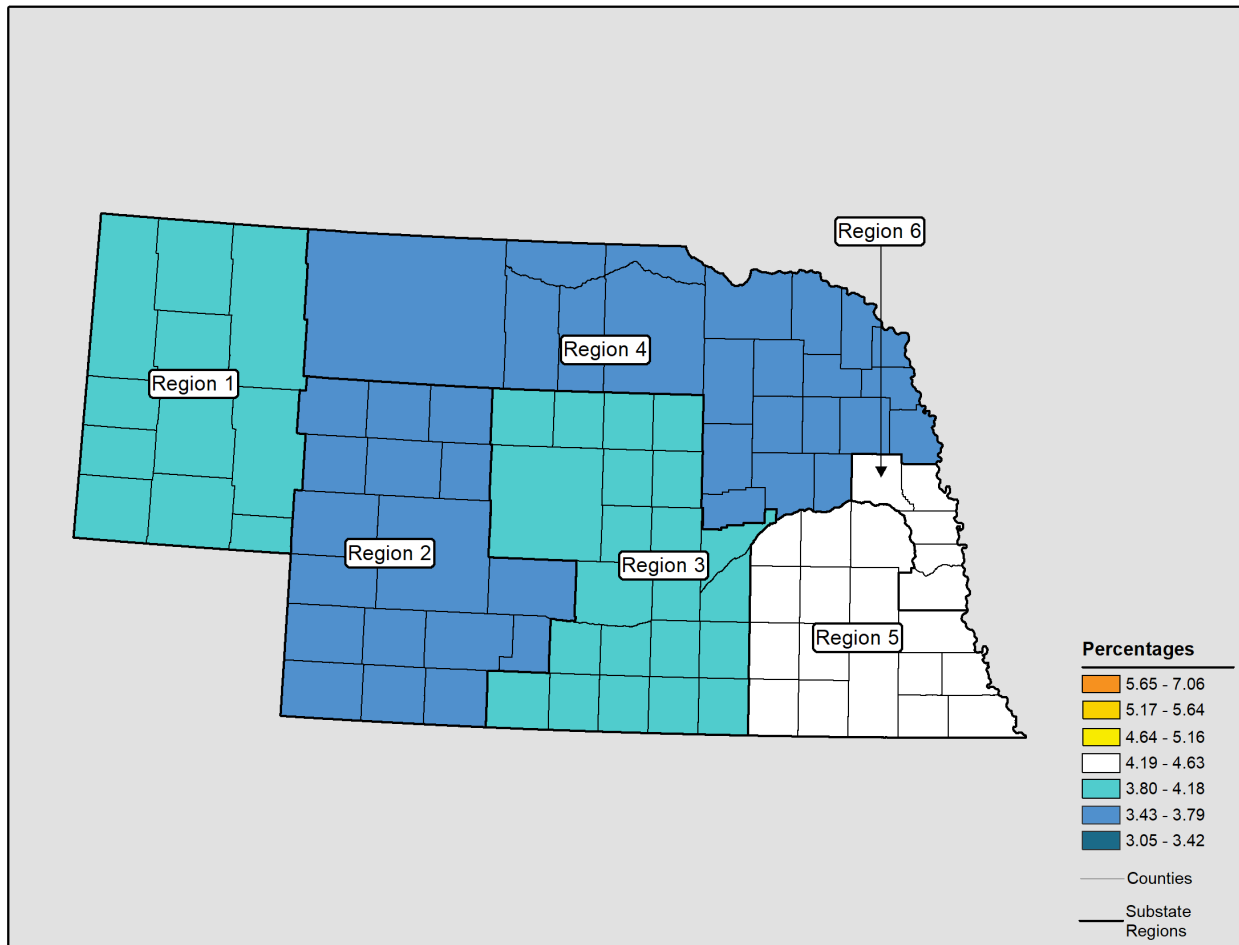 Region 6
Region 4
Region 1
Region 2
Region 3
Region 5
Percentages
5.65 - 7.06
5.17 - 5.64
4.64 - 5.16
4.19 - 4.63
3.80 - 4.18
3.43 - 3.79
3.05 - 3.42
Counties
Substate
Regions